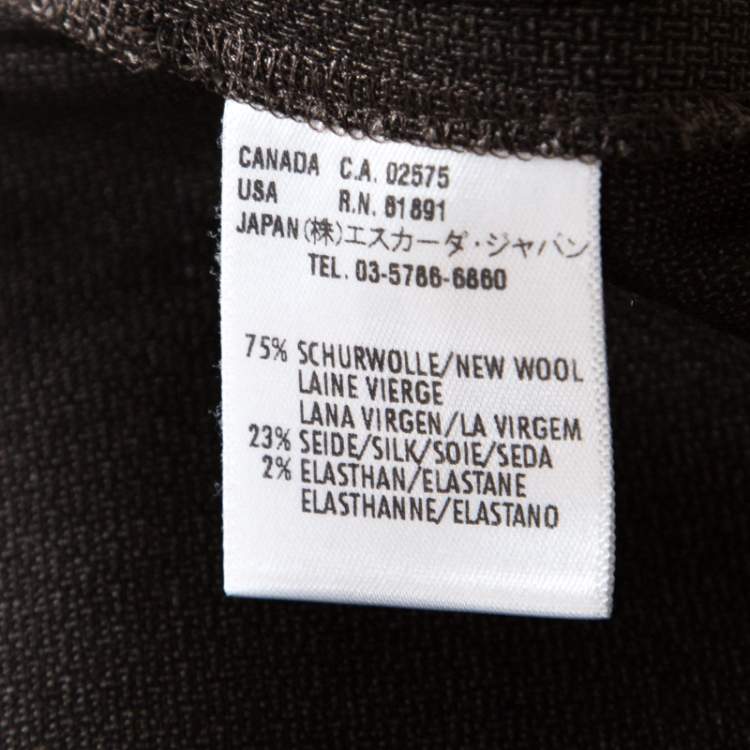 CANADA C.A. 02575
USA R.N. 81891
JAPAN (株)エスカーダ・ジャパン
TEL. 03-5786-6860
75% SCHURWOLLE/NEW WOOL
LAINE VIERGE
LANA VIRGEN/LA VIRGEM
23% SEIDE/SILK/SOIE/SEDA
2% ELASTHAN/ELASTANE
ELASTHANNE/ELASTANO